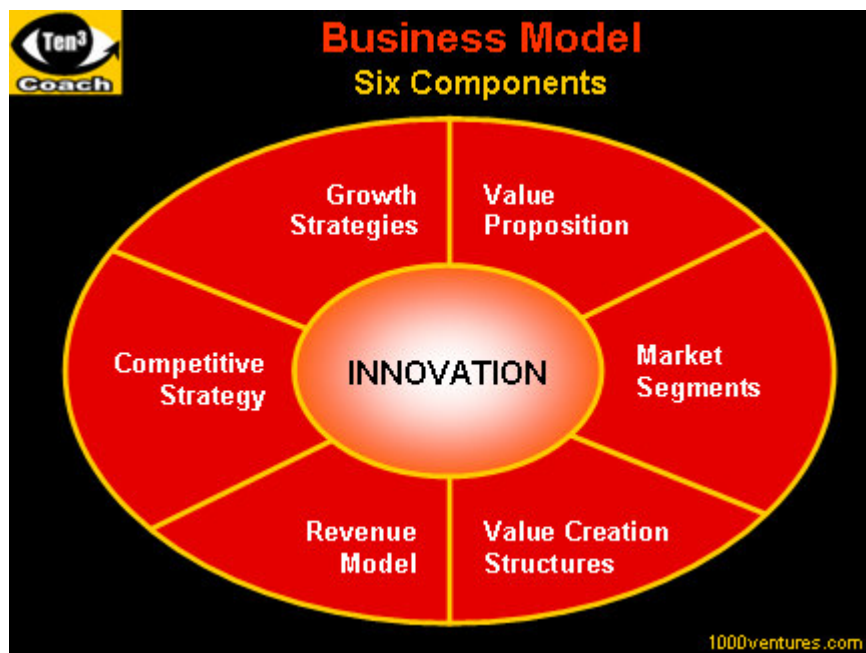 Ten³
Coach
Business Model
Six Components
Growth
Strategies
Value
Proposition
Competitive
Strategy
INNOVATION
Market
Segments
Revenue
Model
Value Creation
Structures
1000ventures.com